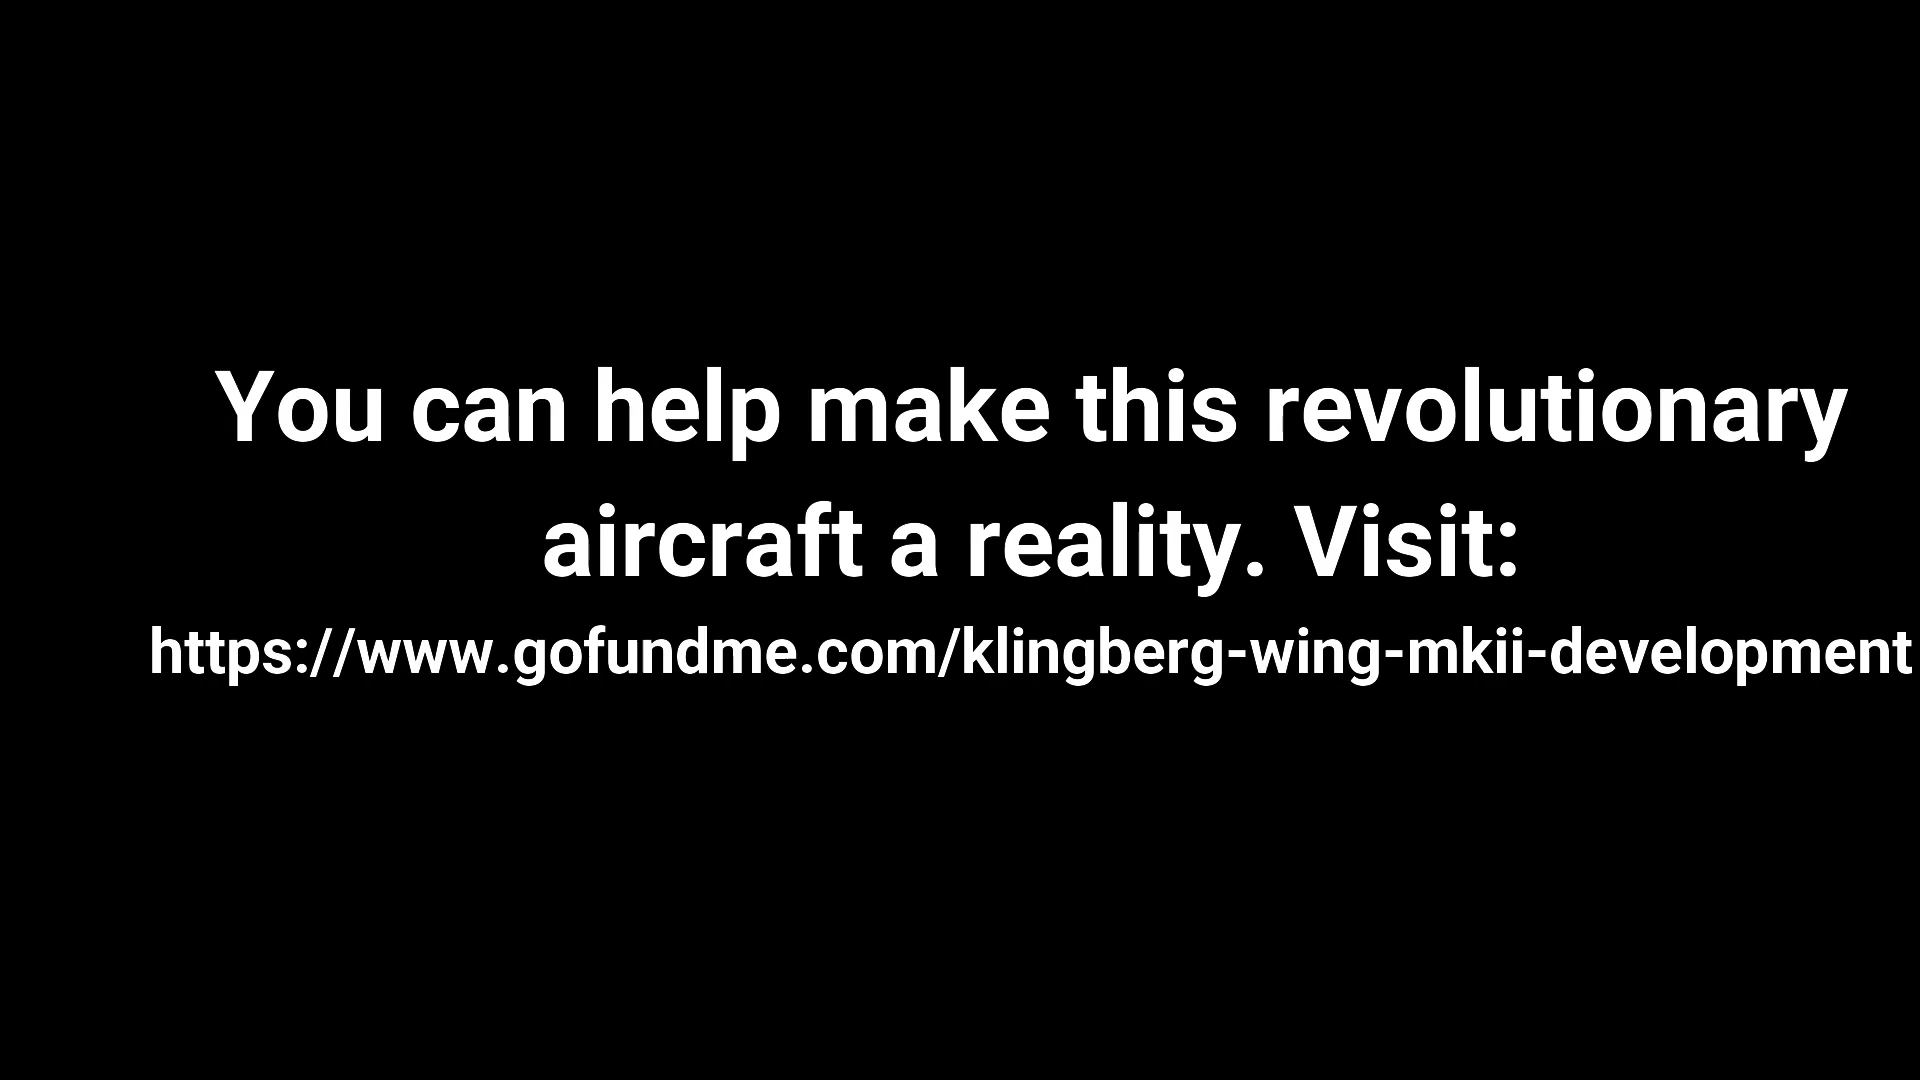 You can help make this revolutionary
aircraft a reality. Visit:
https://www.gofundme.com/klingberg-wing-mkii-development